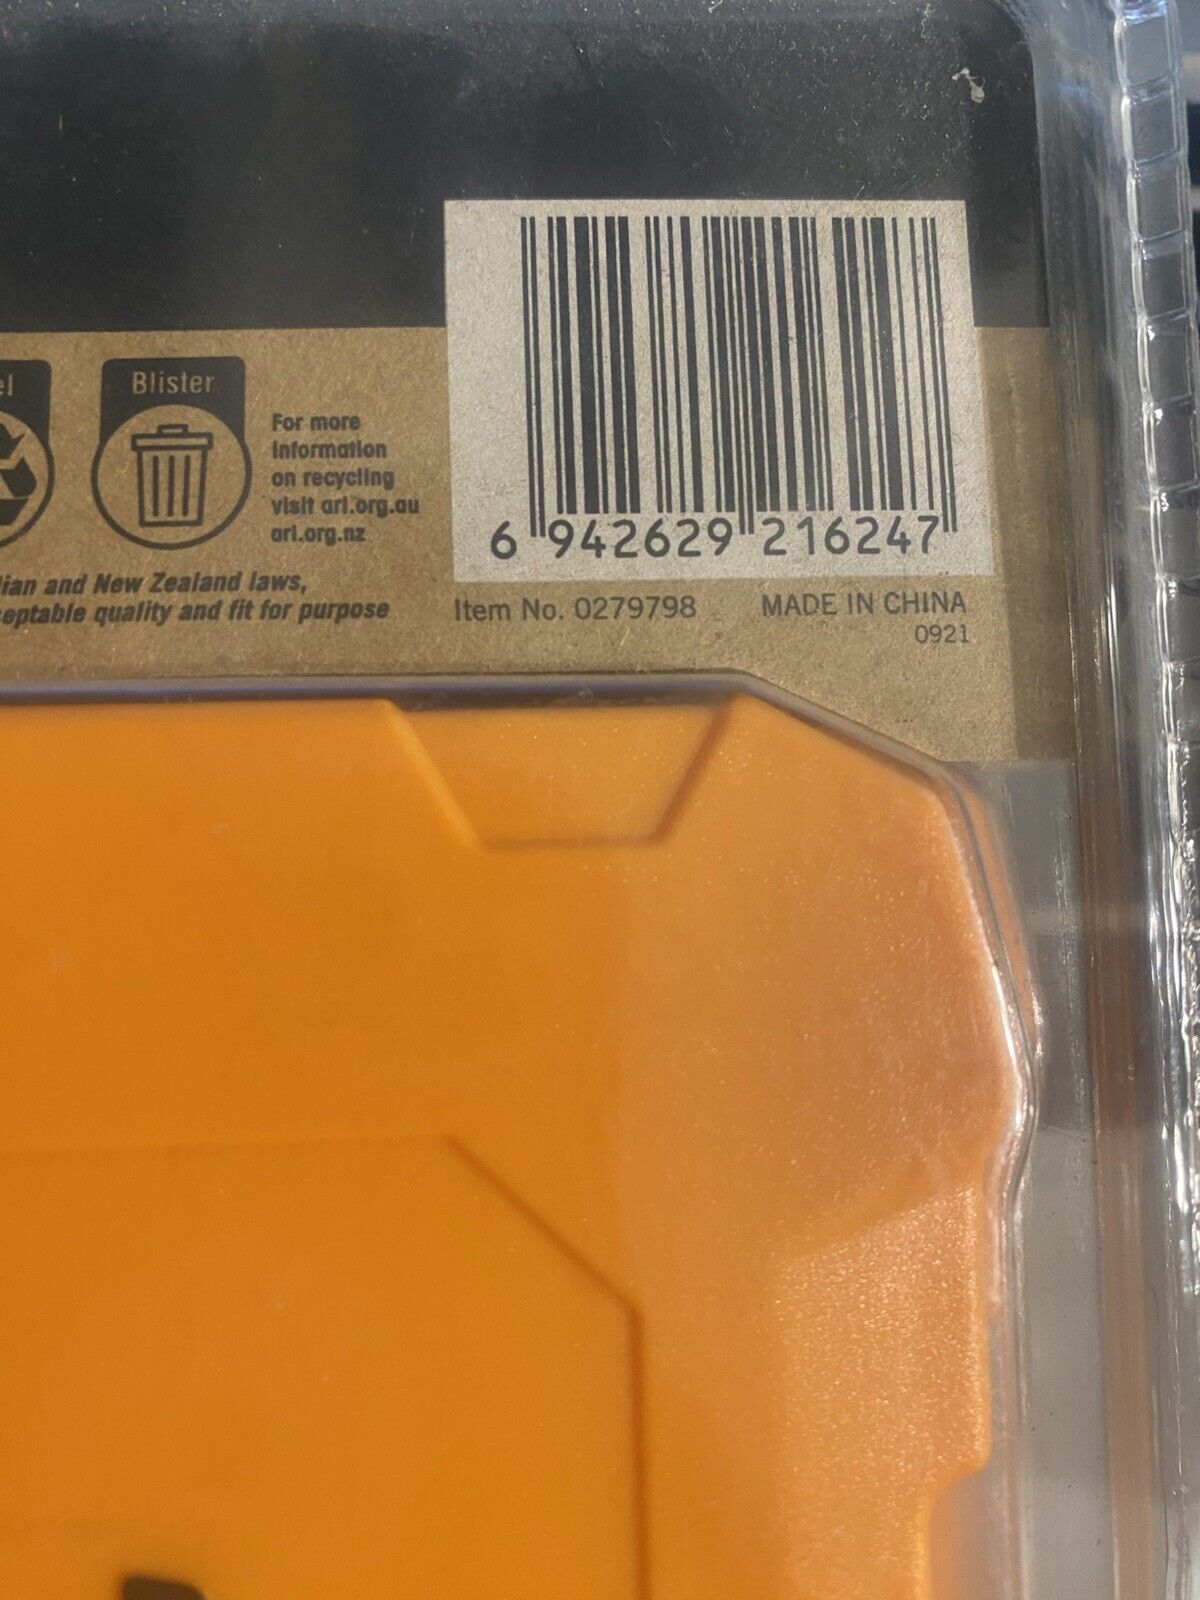 Blister
For more
information
on recycling
visit arl.org.au
arl.org.nz
and New Zealand laws,
quality and fit for purpose
6 942629 216247
Item No. 0279798 MADE IN CHINA
0921